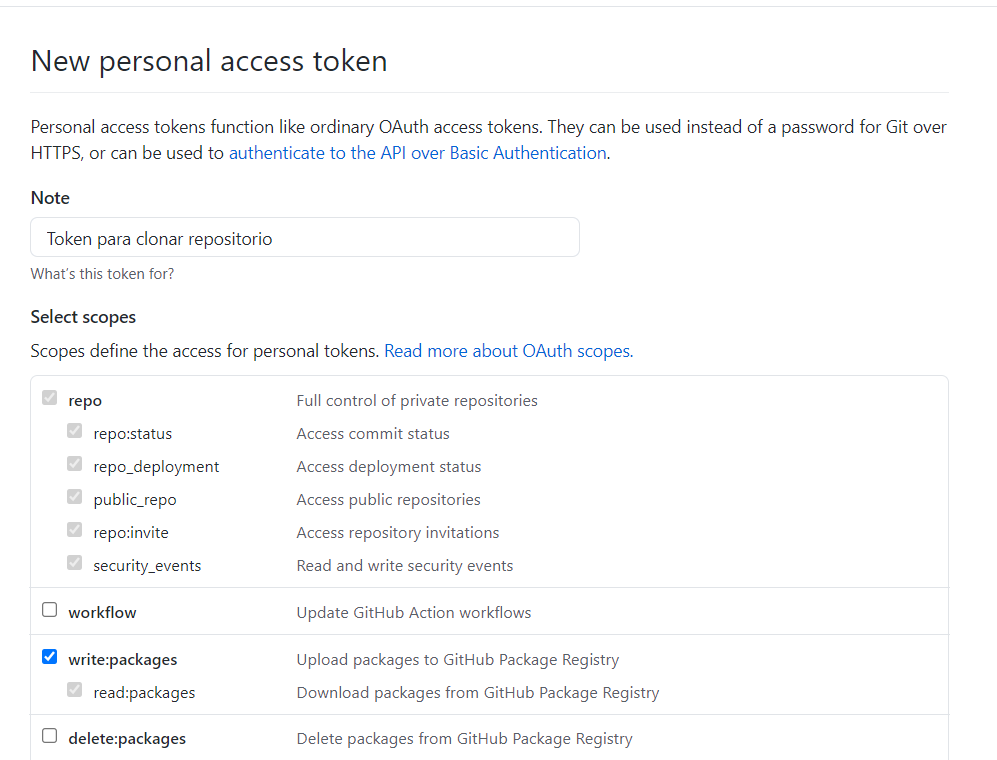 New personal access token
Personal access tokens function like ordinary OAuth access tokens. They can be used instead of a password for Git over
HTTPS, or can be used to authenticate to the API over Basic Authentication.
Note
Token para clonar repositorio
What's this token for?
Select scopes
Scopes define the access for personal tokens. Read more about OAuth scopes.
repo Full control of private repositories
repo:status Access commit status
repo_deployment Access deployment status
public_repo Access public repositories
repo:invite Access repository invitations
security_events Read and write security events
workflow Update GitHub Action workflows
write:packages Upload packages to GitHub Package Registry
read:packages Download packages from GitHub Package Registry
delete:packages Delete packages from GitHub Package Registry